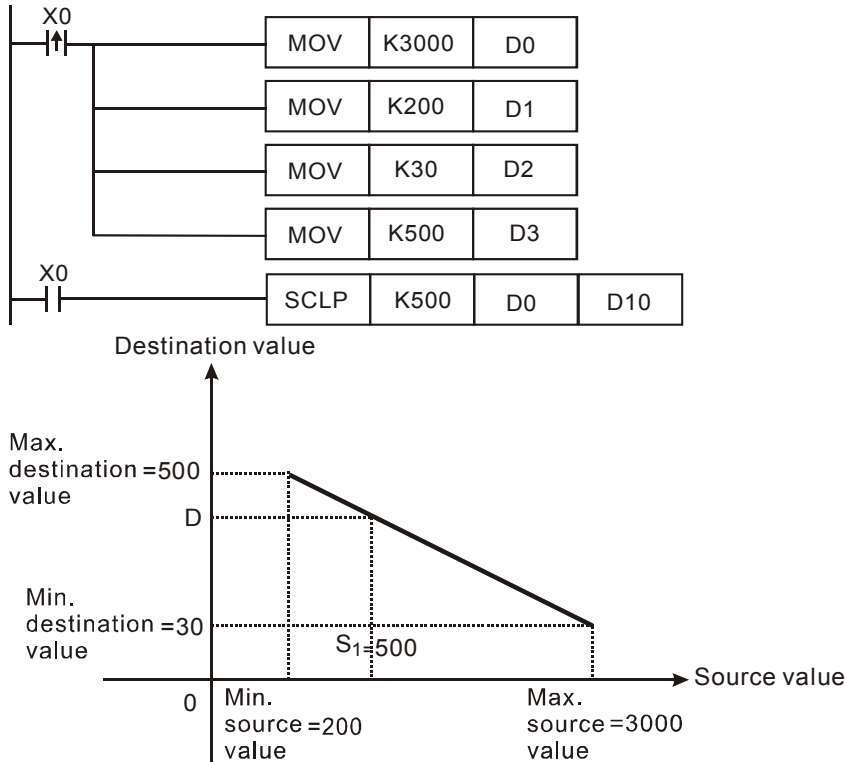 X0
MOV K3000 D0
MOV K200 D1
MOV K30 D2
MOV K500 D3
X0
SCLP K500 D0 D10
Destination value
Max.
destination =500
value
D
Min.
destination =30
value
S1=500
Source value
0
Min.
source =200
value
Max.
source =3000
value